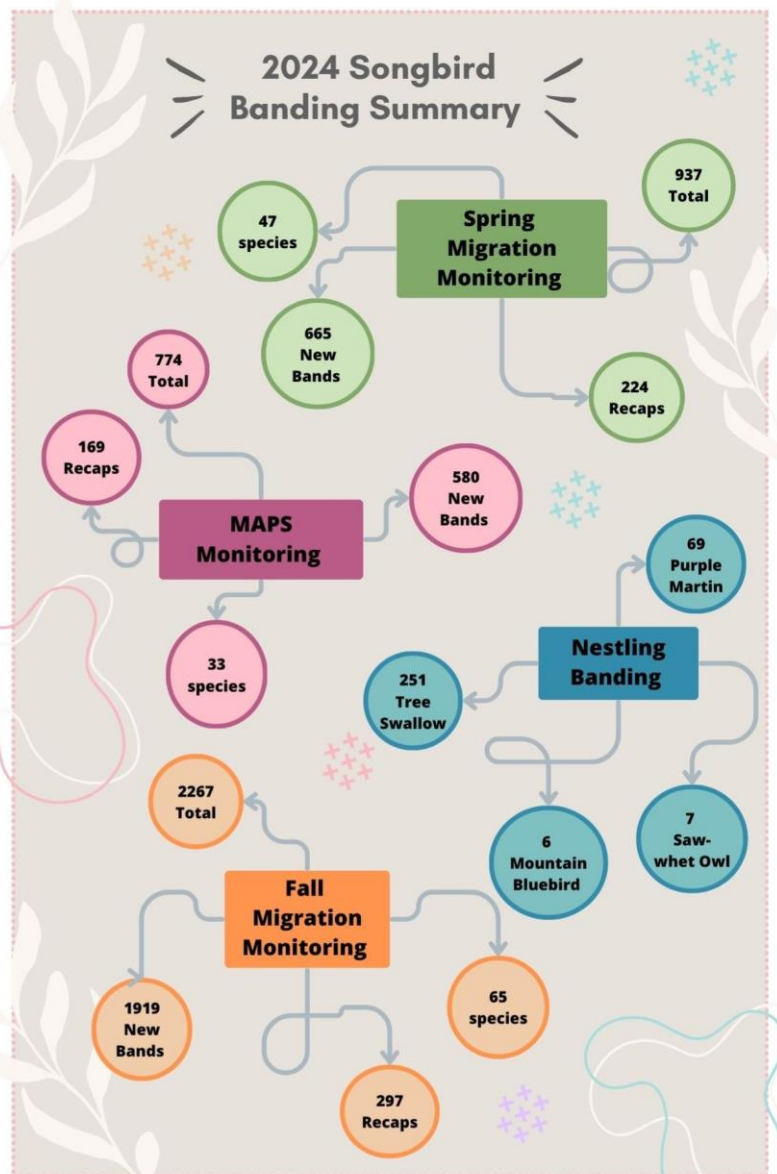 2024 Songbird
Banding Summary
937
Total
47
species
Spring
Migration
Monitoring
665
New
Bands
224
Recaps
774
Total
169
Recaps
580
New
Bands
MAPS
Monitoring
33
species
69
Purple
Martin
Nestling
Banding
251
Tree
Swallow
6
Mountain
Bluebird
7
Saw-
whet Owl
2267
Total
Fall
Migration
Monitoring
1919
New
Bands
65
species
297
Recaps